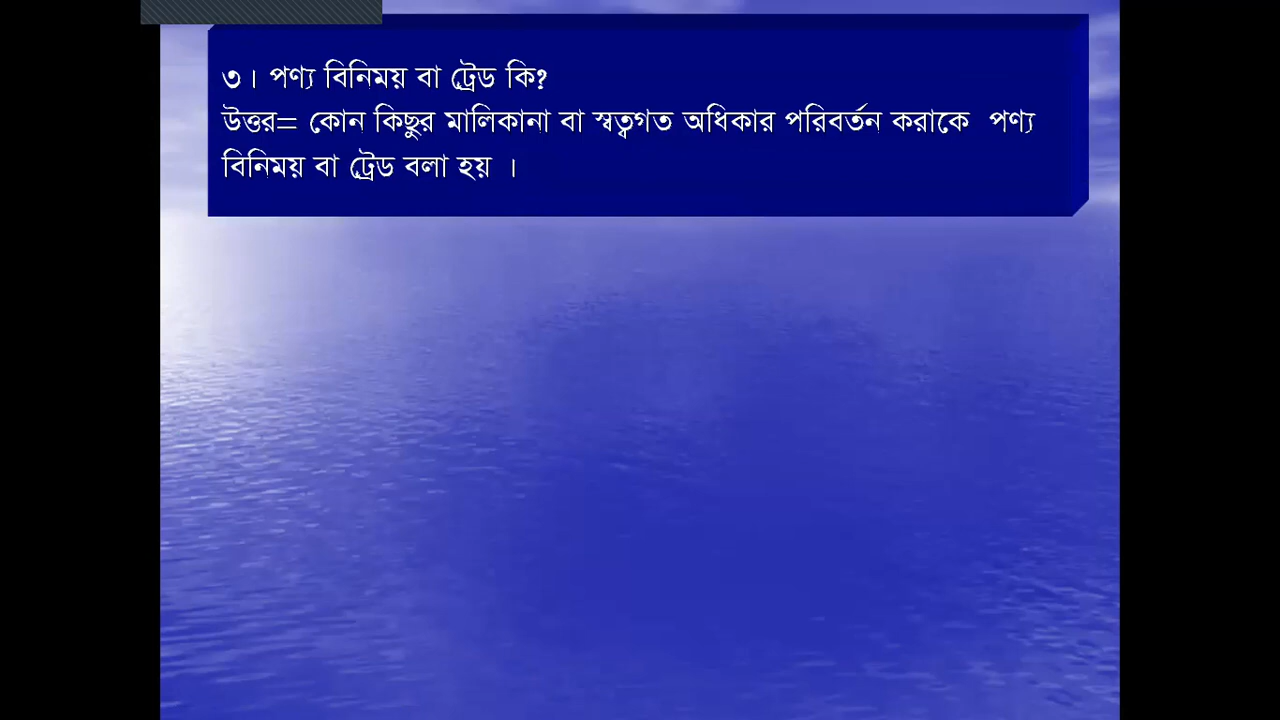 ৩। পণ্য বিনিময় বা ট্রেড কি?
উত্তর= কোন কিছুর মালিকানা বা স্বত্বগত অধিকার পরিবর্তন করাকে পণ্য
বিনিময় বা ট্রেড বলা হয় ।